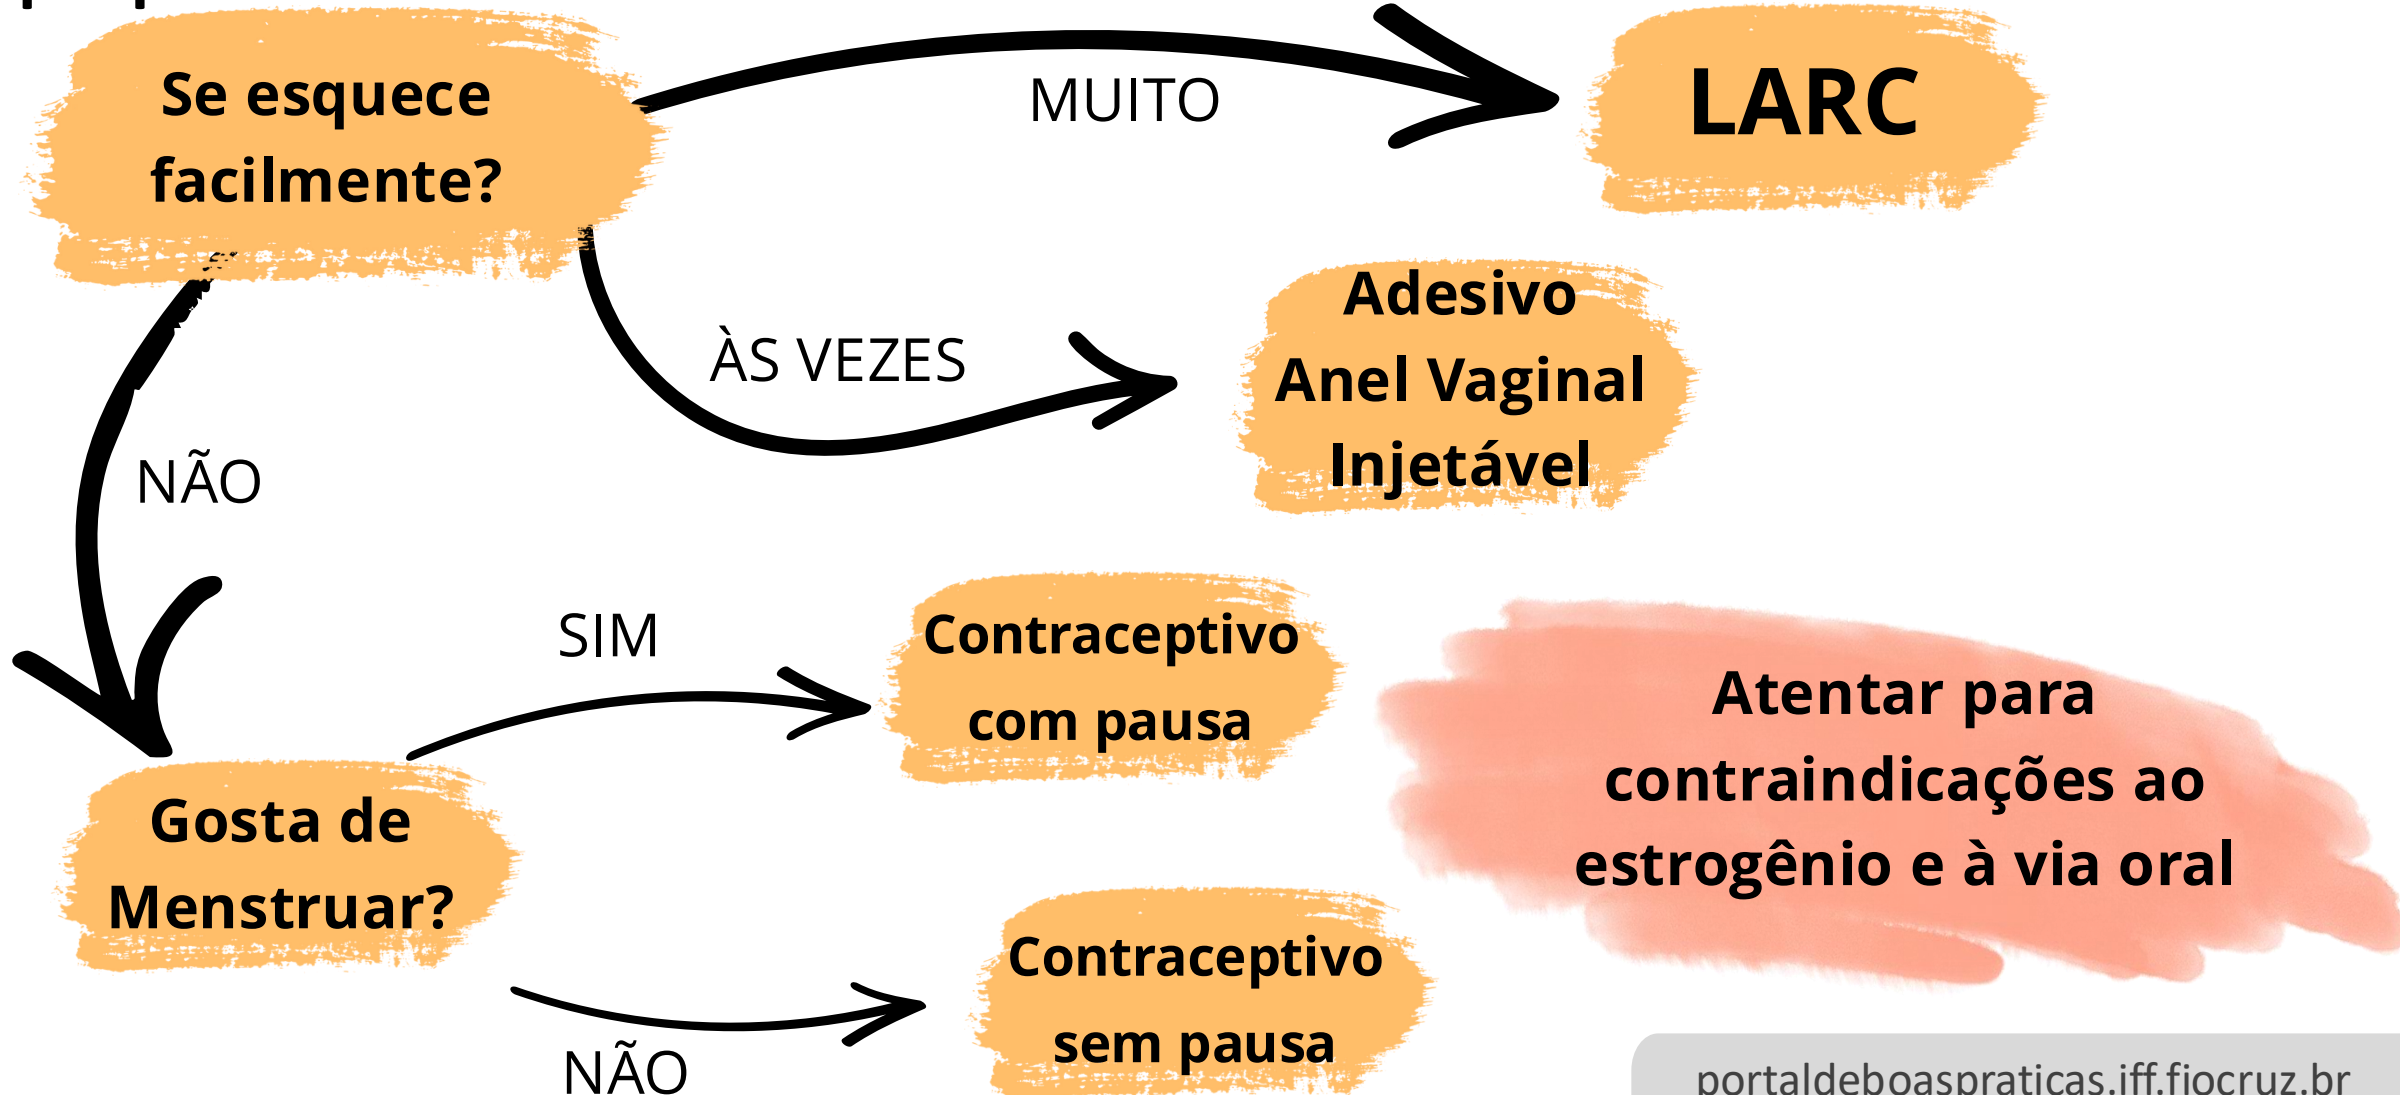 Se esquece
facilmente?
MUITO
LARC
ÀS VEZES
Adesivo
Anel Vaginal
Injetável
NÃO
Gosta de
Menstruar?
SIM
Contraceptivo
com pausa
NÃO
Contraceptivo
sem pausa
Atentar para
contraindicações ao
estrogênio e à via oral
portaldeboaspraticas.iff.fiocruz.br